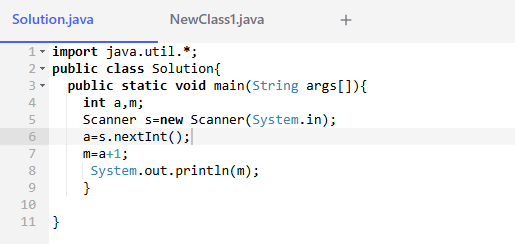 Solution.java NewClass1.java +
1 import java.util.*;
2 public class Solution{
3 public static void main(String args[]){
4 int a,m;
5 Scanner s=new Scanner(System.in);
6 a=s.nextInt();
7 m=a+1;
8 System.out.println(m);
9 }
10
11 }